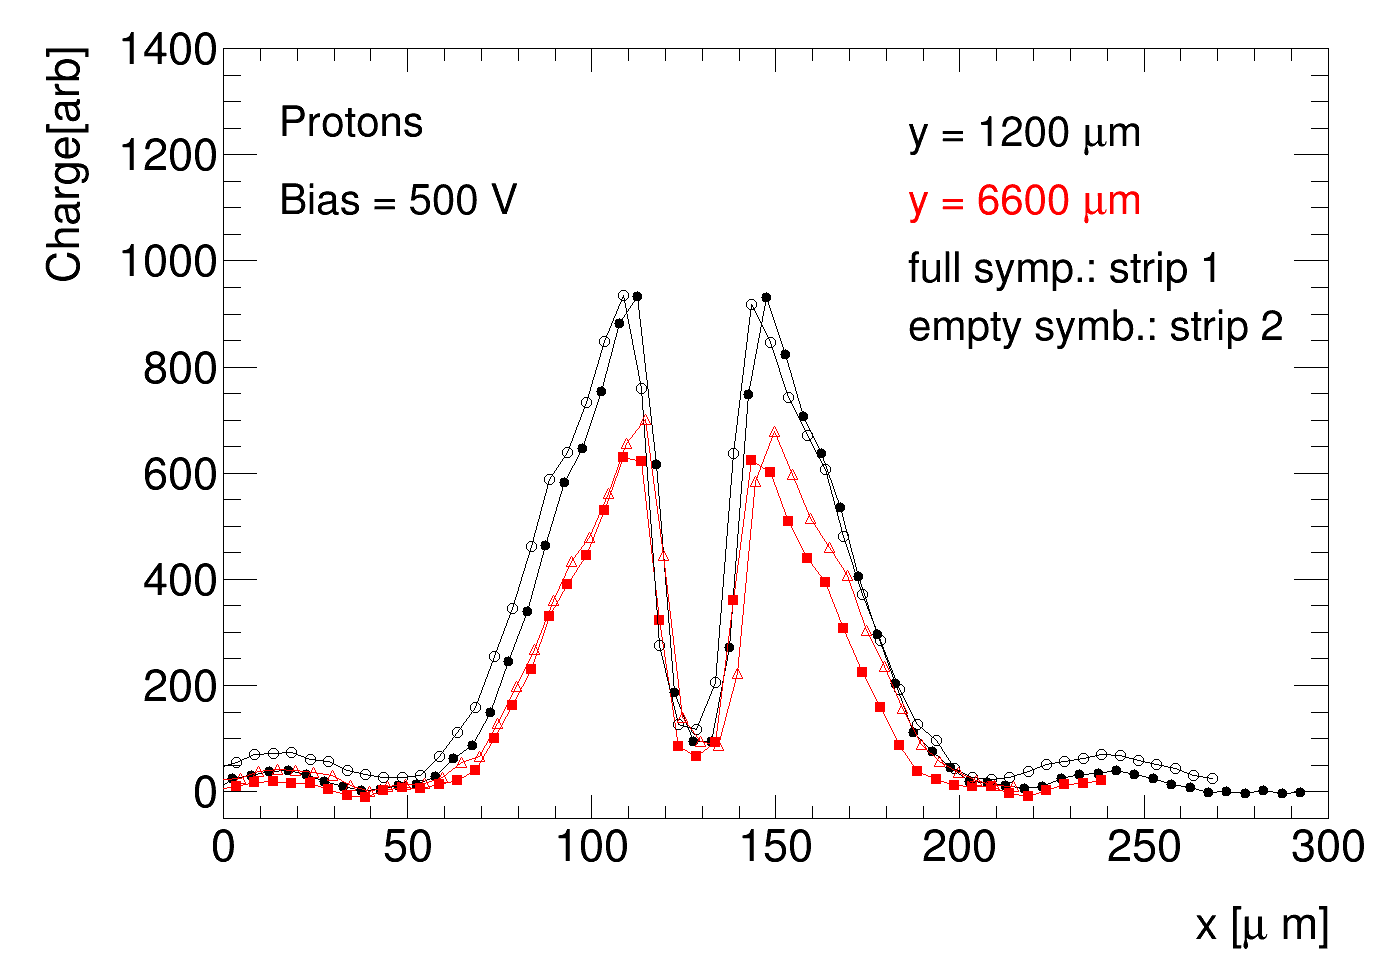 Charge[arb]
1400
1200
1000
800
600
400
200
0
Protons
Bias = 500 V
y = 1200 μm
y = 6600 μm
full symp.: strip 1
empty symb.: strip 2
0 50 100 150 200 250 300
x [μ m]